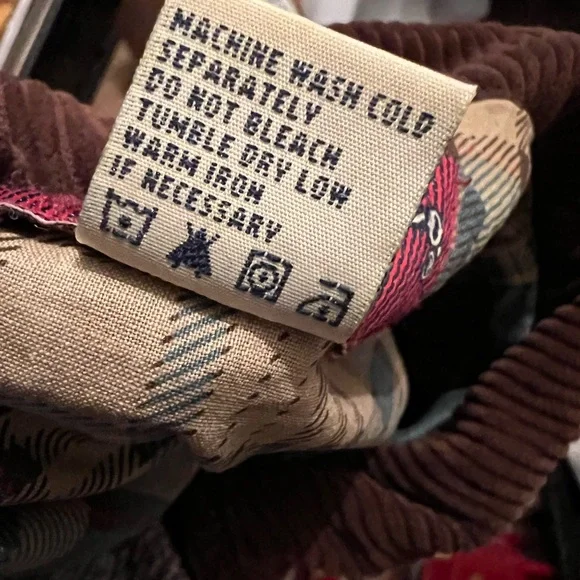 MACHINE WASH COLD
SEPARATELY
DO NOT BLEACH
TUMBLE DRY LOW
WARM IRON
IF NECESSARY